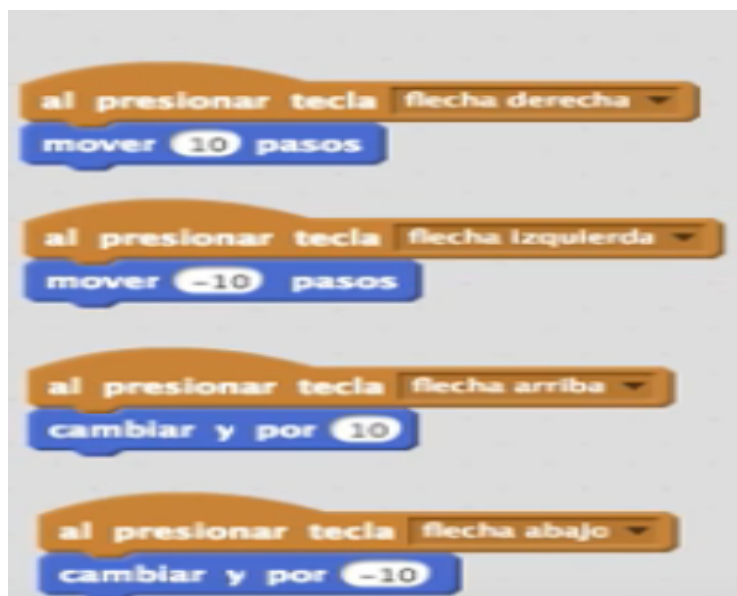 al presionar tecla flecha derecha
mover 10 pasos
al presionar tecla flecha izquierda
mover -10 pasos
al presionar tecla flecha arriba
cambiar y por 10
al presionar tecla flecha abajo
cambiar y por -10